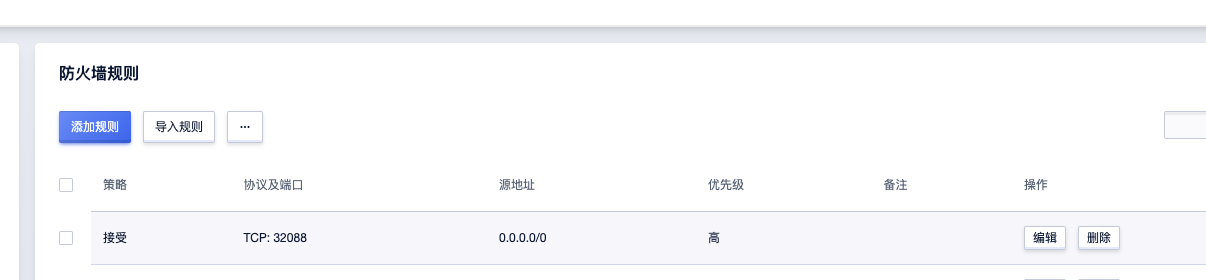 防火墙规则
添加规则 导入规则 ...
策略 协议及端口 源地址 优先级 备注 操作
接受 TCP: 32088 0.0.0.0/0 高 编辑 删除